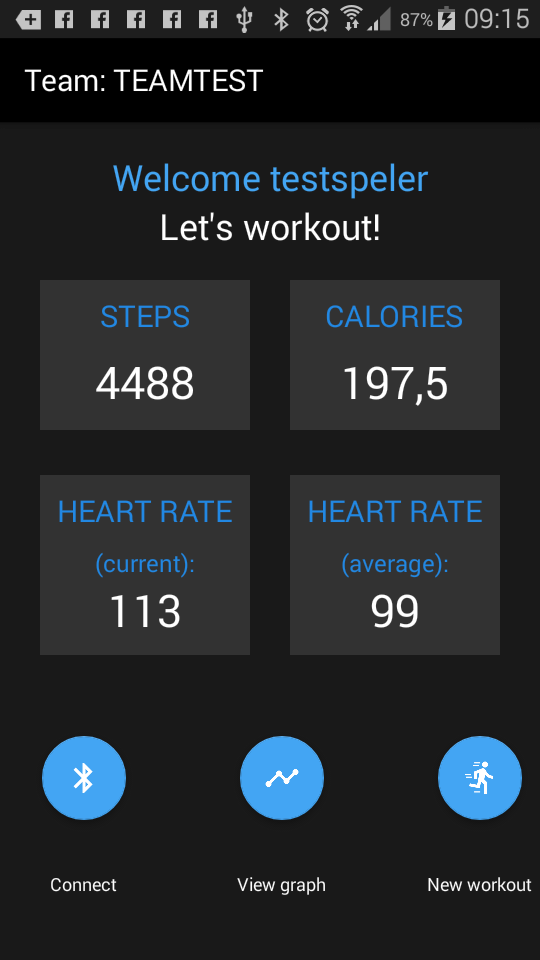 87% 09:15
Team: TEAMTEST
Welcome testspeler
Let's workout!
STEPS
CALORIES
4488
197,5
HEART RATE
HEART RATE
(current):
(average):
113
99
Connect
View graph
New workout